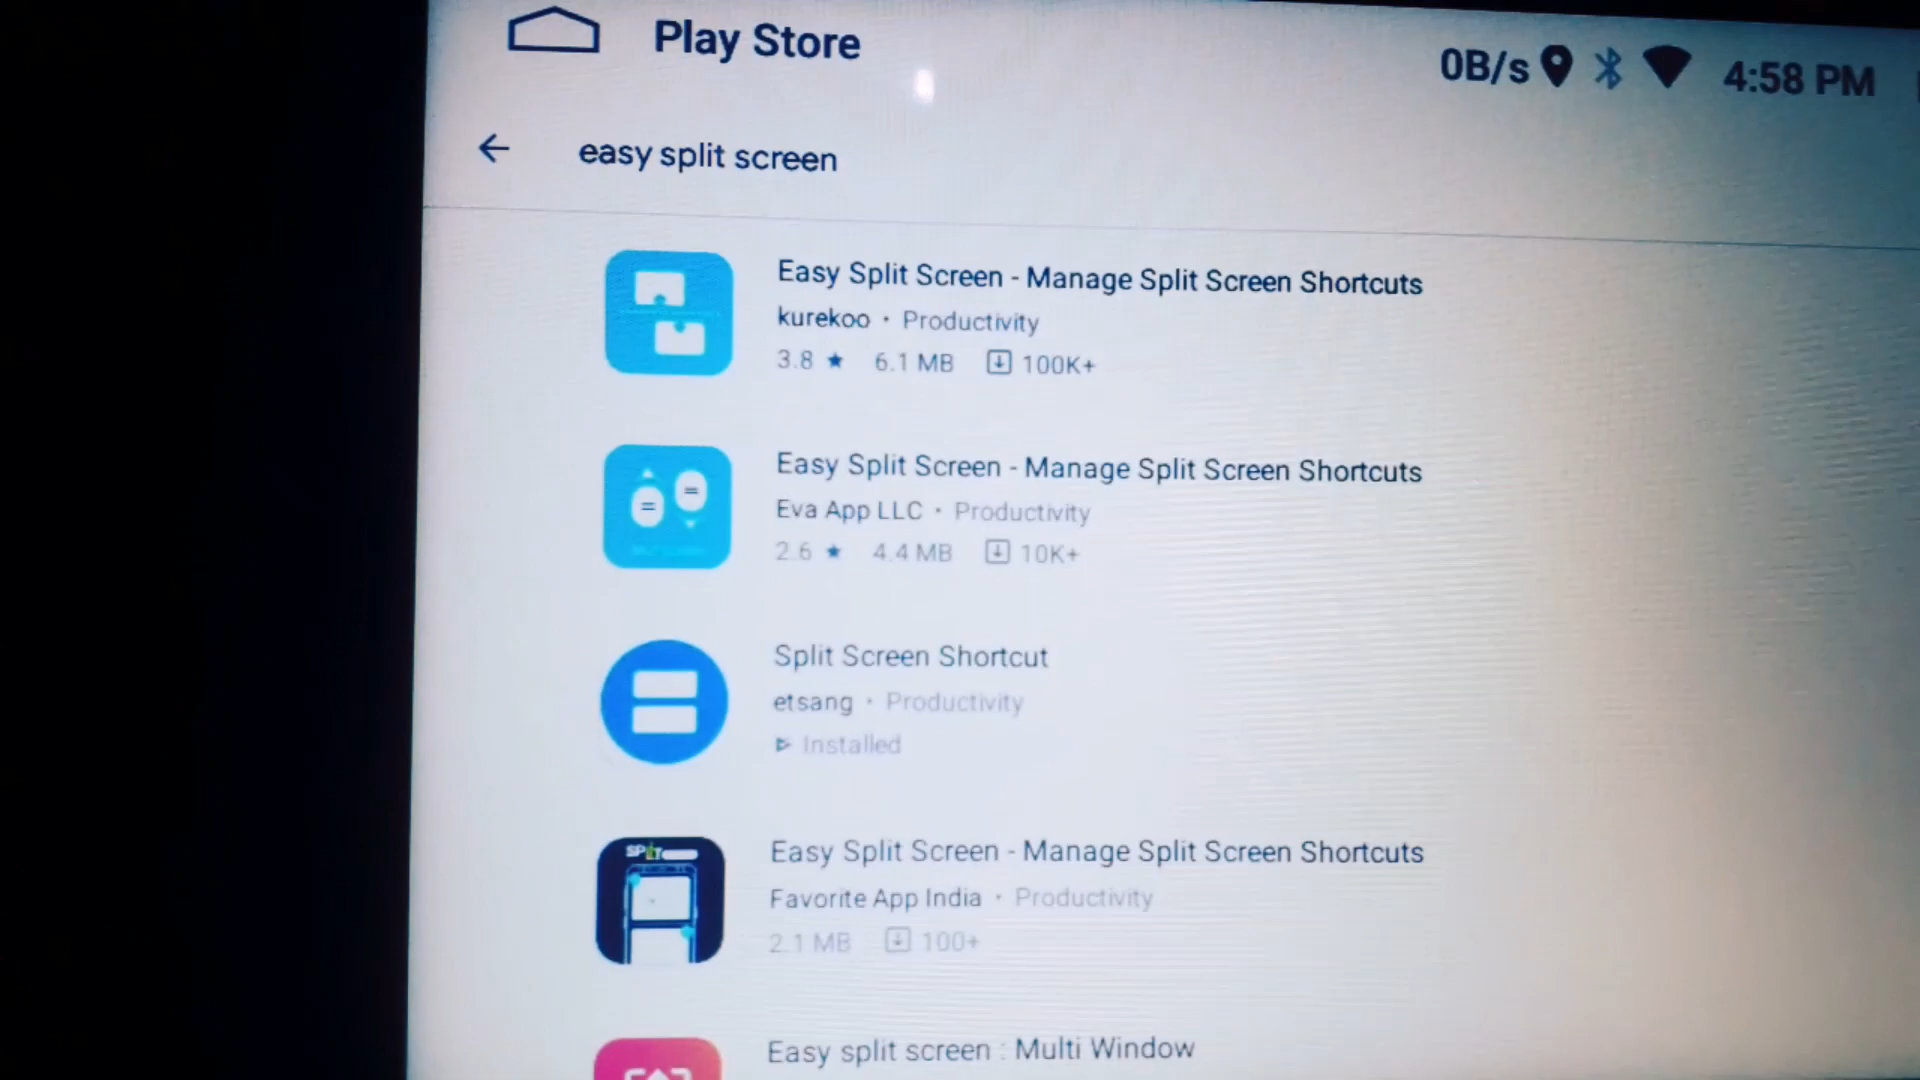 Play Store
0B/s 4:58 PM
easy split screen
Easy Split Screen - Manage Split Screen Shortcuts
kurekoo • Productivity
3.8 ★ 6.1 MB 100K+
Easy Split Screen - Manage Split Screen Shortcuts
Eva App LLC • Productivity
2.6 ★ 4.4 MB 10K+
Split Screen Shortcut
etsang • Productivity
Installed
SPLIT
Easy Split Screen - Manage Split Screen Shortcuts
Favorite App India • Productivity
2.1 MB 100+
Easy split screen : Multi Window